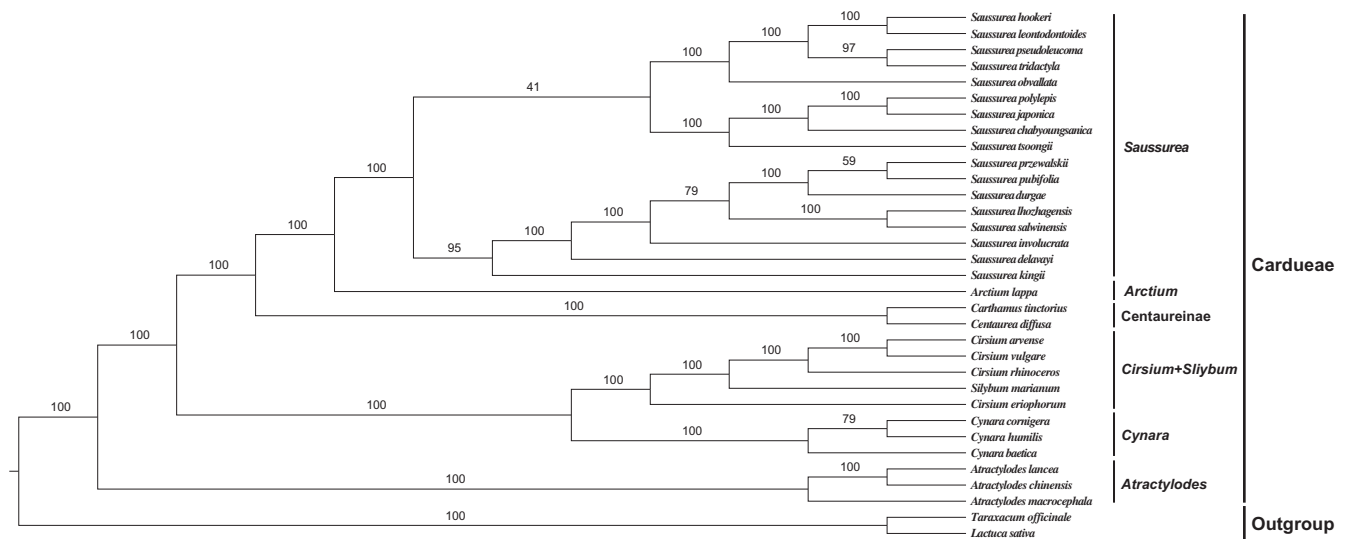 100 Saussurea hookeri
Saussurea leontodontoides
100
97 Saussurea pseudoleucoma
Saussurea tridactyla
100
Saussurea obvallata
41
100 Saussurea polylepis
Saussurea japonica
100
Saussurea chabyoungsanica
100
Saussurea tsoongii
Saussurea
100
59 Saussurea przewalskii
Saussurea pubifolia
100
Saussurea durgae
79
100 Saussurea lhozhagensis
Saussurea salwinensis
100
Saussurea involucrata
100
Saussurea delavayi
95
Saussurea kingii
100
Arctium lappa
Arctium
100
Carthamus tinctorius
Centaurea diffusa
100
Centaureinae
Cardueae
100
100 Cirsium arvense
Cirsium vulgare
100
Cirsium rhinoceros
100
Silybum marianum
100
Cirsium eriophorum
Cirsium+Sliybum
100
79 Cynara cornigera
Cynara humilis
100
Cynara baetica
Cynara
100
100 Atractylodes lancea
Atractylodes chinensis
100
Atractylodes macrocephala
Atractylodes
100
Taraxacum officinale
Lactuca sativa
Outgroup